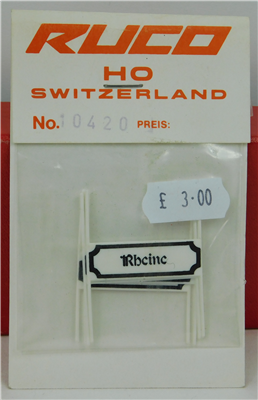 RUCO
HO
SWITZERLAND
No. 10420 PREIS:
£ 3.00
Rheine